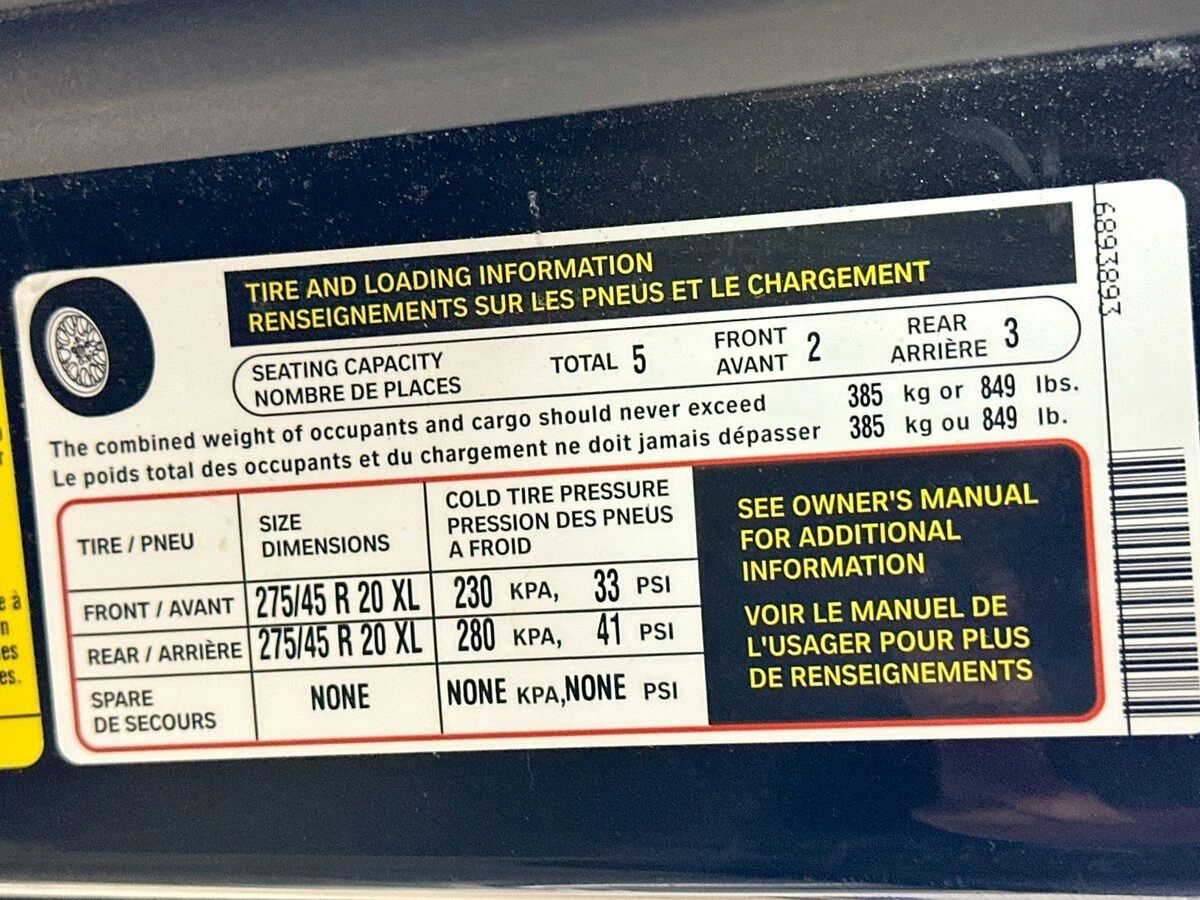 TIRE AND LOADING INFORMATION
RENSEIGNEMENTS SUR LES PNEUS ET LE CHARGEMENT
SEATING CAPACITY
NOMBRE DE PLACES
TOTAL 5
FRONT
AVANT
2
REAR
ARRIÈRE
3
The combined weight of occupants and cargo should never exceed 385 kg or 849 lbs.
Le poids total des occupants et du chargement ne doit jamais dépasser 385 kg ou 849 lb.
TIRE / PNEU
SIZE
DIMENSIONS
COLD TIRE PRESSURE
PRESSION DES PNEUS
A FROID
FRONT / AVANT 275/45 R 20 XL 230 KPA, 33 PSI
REAR / ARRIÈRE 275/45 R 20 XL 280 KPA, 41 PSI
SPARE
DE SECOURS
NONE NONE KPA,NONE PSI
SEE OWNER'S MANUAL
FOR ADDITIONAL
INFORMATION
VOIR LE MANUEL DE
L'USAGER POUR PLUS
DE RENSEIGNEMENTS
6893893